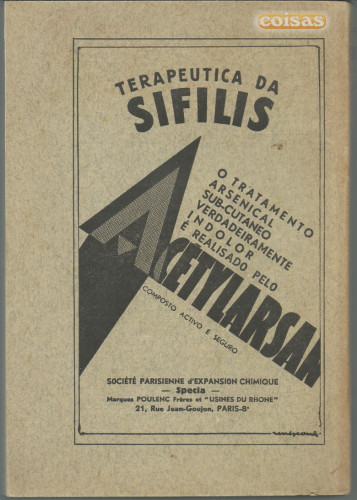 coisas
TERAPEUTICA DA
SIFILIS
O TRATAMENTO
ARSENICAL
SUB-CUTANEO
VERDADEIRAMENTE
INDOLOR
É REALISADO PELO
ACETYLARSAN
COMPOSTO ACTIVO E SEGURO
SOCIÉTÉ PARISIENNE d'EXPANSION CHIMIQUE
— Specia —
Marques POULENC Frères et "USINES DU RHONE"
21, Rue Jean-Goujon, PARIS-8e